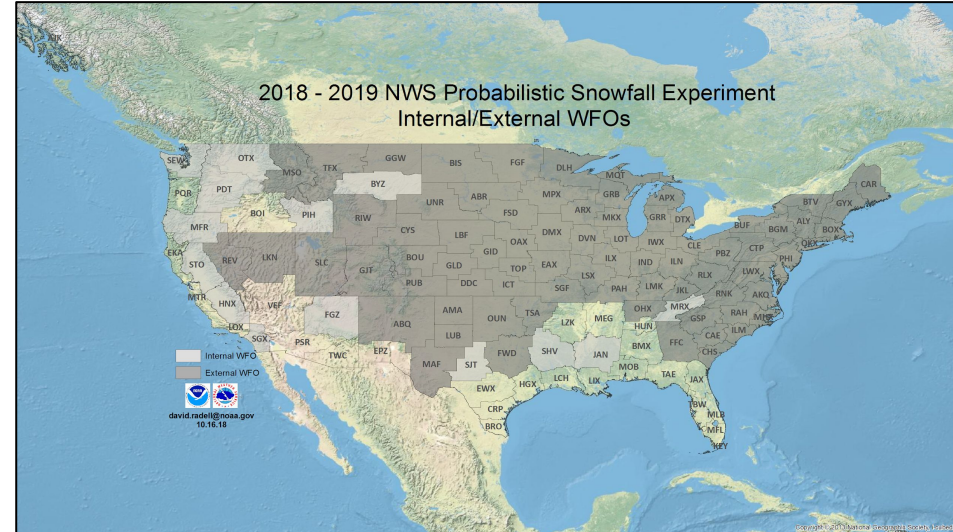 2018 - 2019 NWS Probabilistic Snowfall Experiment
Internal/External WFOs
SEW OTX MSO TFX GGW BIS FGF DLH MQT CAR
PQR PDT BYZ UNR ABR MPX GRB APX BTV GYX
MFR BOI PIH RIW FSD ARX MKX GRR DTX BUF ALY BOX
EKA STO REV LKN SLC CYS LBF OAX DMX DVN LOT IWX CLE BGM OKX
GJT BOU GLD GID TOP EAX ILX IND ILN PBZ CTP PHI
MTR HNX VEF PUB DDC ICT LSX LMK JKL RLX LWX
LOX FGZ ABQ AMA OUN TSA SGF PAH OHX MRX RNK AKQ
SGX PSR LUB LZK MEG HUN GSP RAH MHX
TWC EPZ MAF SJT FWD SHV JAN BMX FFC CAE ILM CHS
EWX HGX LCH LIX MOB TAE JAX
CRP TBW MLB
BRO MFL
KEY
Internal WFO
External WFO
david.radell@noaa.gov
10.16.18
Copyright: © 2013 National Geographic Society, i-cubed